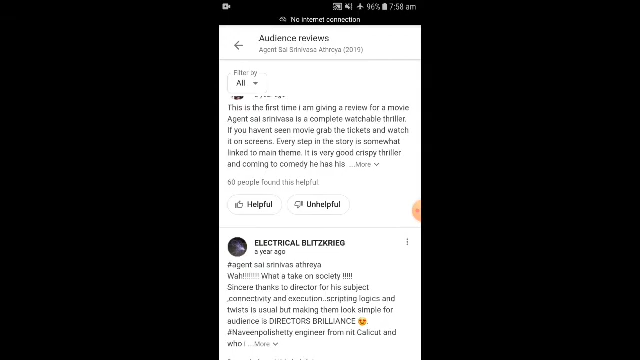 96% 7:58 am
No internet connection
Audience reviews
Agent Sai Srinivasa Athreya (2019)
Filter by
All
a year ago
This is the first time i am giving a review for a movie
Agent sai srinivasa is a complete watchable thriller.
If you havent seen movie grab the tickets and watch
it on screens. Every step in the story is somewhat
linked to main theme. It is very good crispy thriller
and coming to comedy he has his ...More
60 people found this helpful
Helpful
Unhelpful
ELECTRICAL BLITZKRIEG
a year ago
#agent sai srinivas athreya
Wah!!!!!!!! What a take on society !!!!!
Sincere thanks to director for his subject
,connectivity and execution..scripting logics and
twists is usual but making them look simple for
audience is DIRECTORS BRILLIANCE 😍.
#Naveenpolishetty engineer from nit Calicut and
who i... More